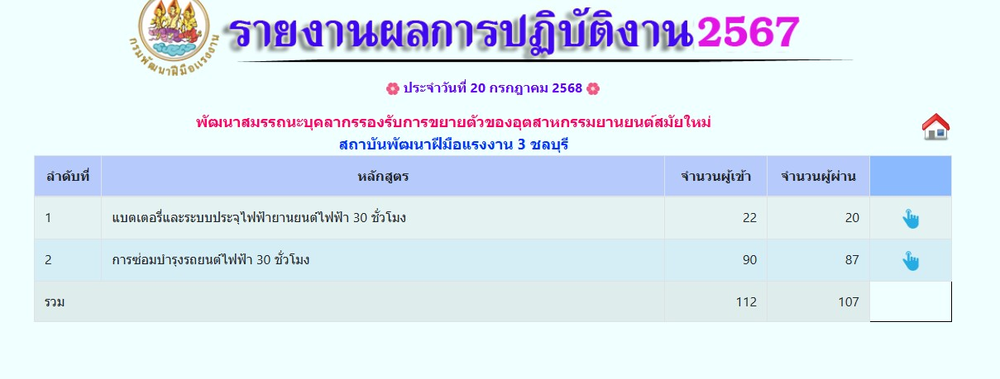 กรมพัฒนาฝีมือแรงงาน
รายงานผลการปฏิบัติงาน 2567
ประจำวันที่ 20 กรกฎาคม 2568
พัฒนาสมรรถนะบุคลากรรองรับการขยายตัวของอุตสาหกรรมยานยนต์สมัยใหม่
สถาบันพัฒนาฝีมือแรงงาน 3 ชลบุรี
ลำดับที่ หลักสูตร จำนวนผู้เข้า จำนวนผู้ผ่าน
1 แบตเตอรี่และระบบประจุไฟฟ้ายานยนต์ไฟฟ้า 30 ชั่วโมง 22 20
2 การซ่อมบำรุงรถยนต์ไฟฟ้า 30 ชั่วโมง 90 87
รวม 112 107